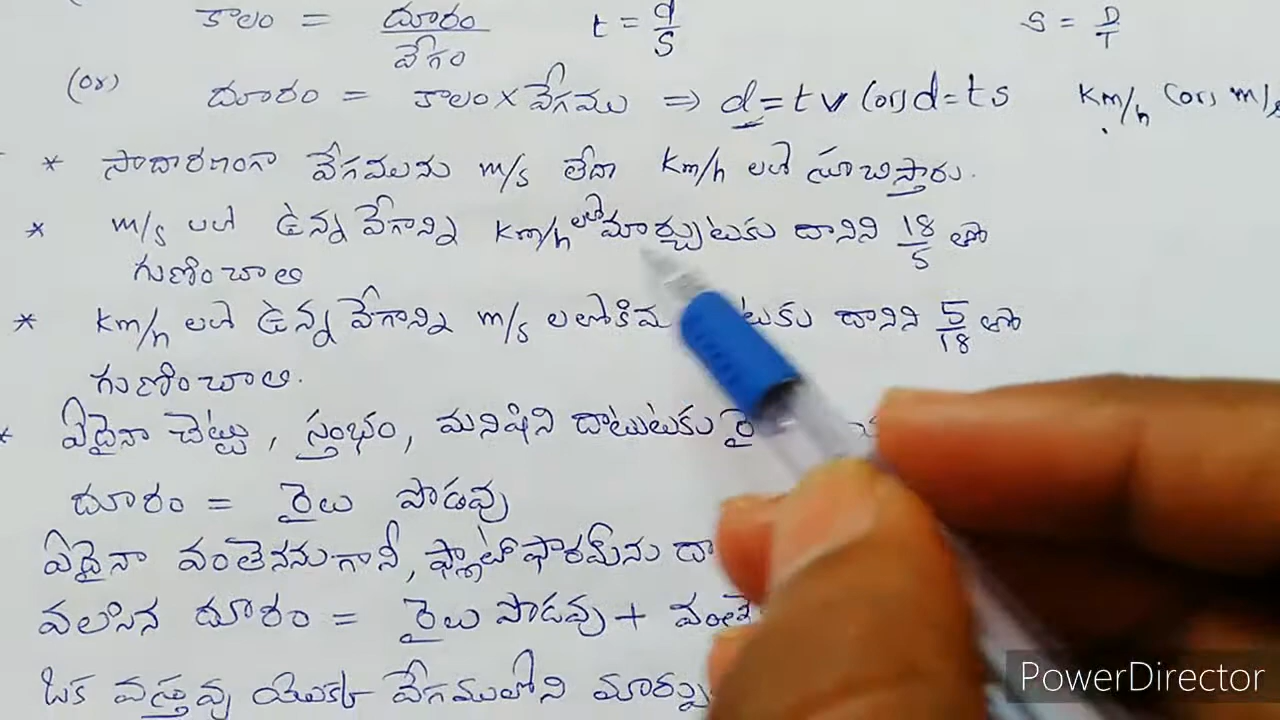 కాలం = దూరం / వేగం t = d/s S = D/T
(or) దూరం = కాలం × వేగము ⇒ d = tv (or) d = ts Km/h (or) m/s
* సాదారణంగా వేగమును m/s లేదా Km/h లలో సూచిస్తారు.
* m/s లలో ఉన్న వేగాన్ని Km/h లలో మార్చుటకు దానిని 18/5 తో
గుణించాలి
* Km/h లలో ఉన్న వేగాన్ని m/s లలోకి దానిని 5/18 తో
గుణించాలి.
* ఏదైనా చెట్టు, స్తంభం, మనిషిని దాటుటకు రై
దూరం = రైలు పొడవు
ఏదైనా వంతెనను గానీ, ఫ్లాట్ ఫారమ్ ను దా
వలసిన దూరం = రైలు పొడవు + వంతె
ఒక వస్తువు యొక్క వేగములోని మార్పు
PowerDirector